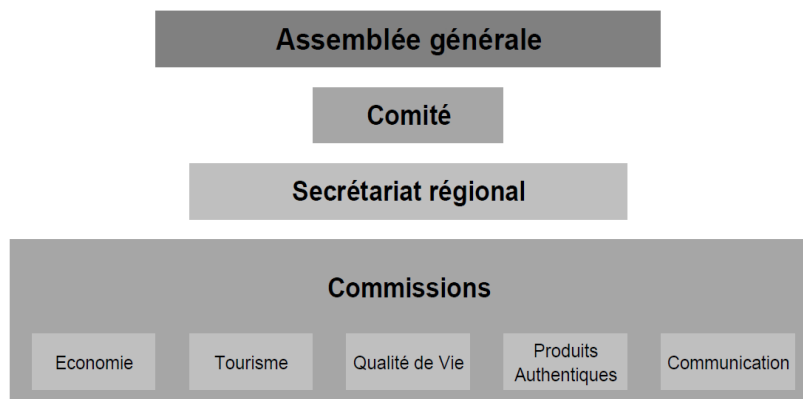 Assemblée générale
Comité
Secrétariat régional
Commissions
Economie
Tourisme
Qualité de Vie
Produits
Authentiques
Communication